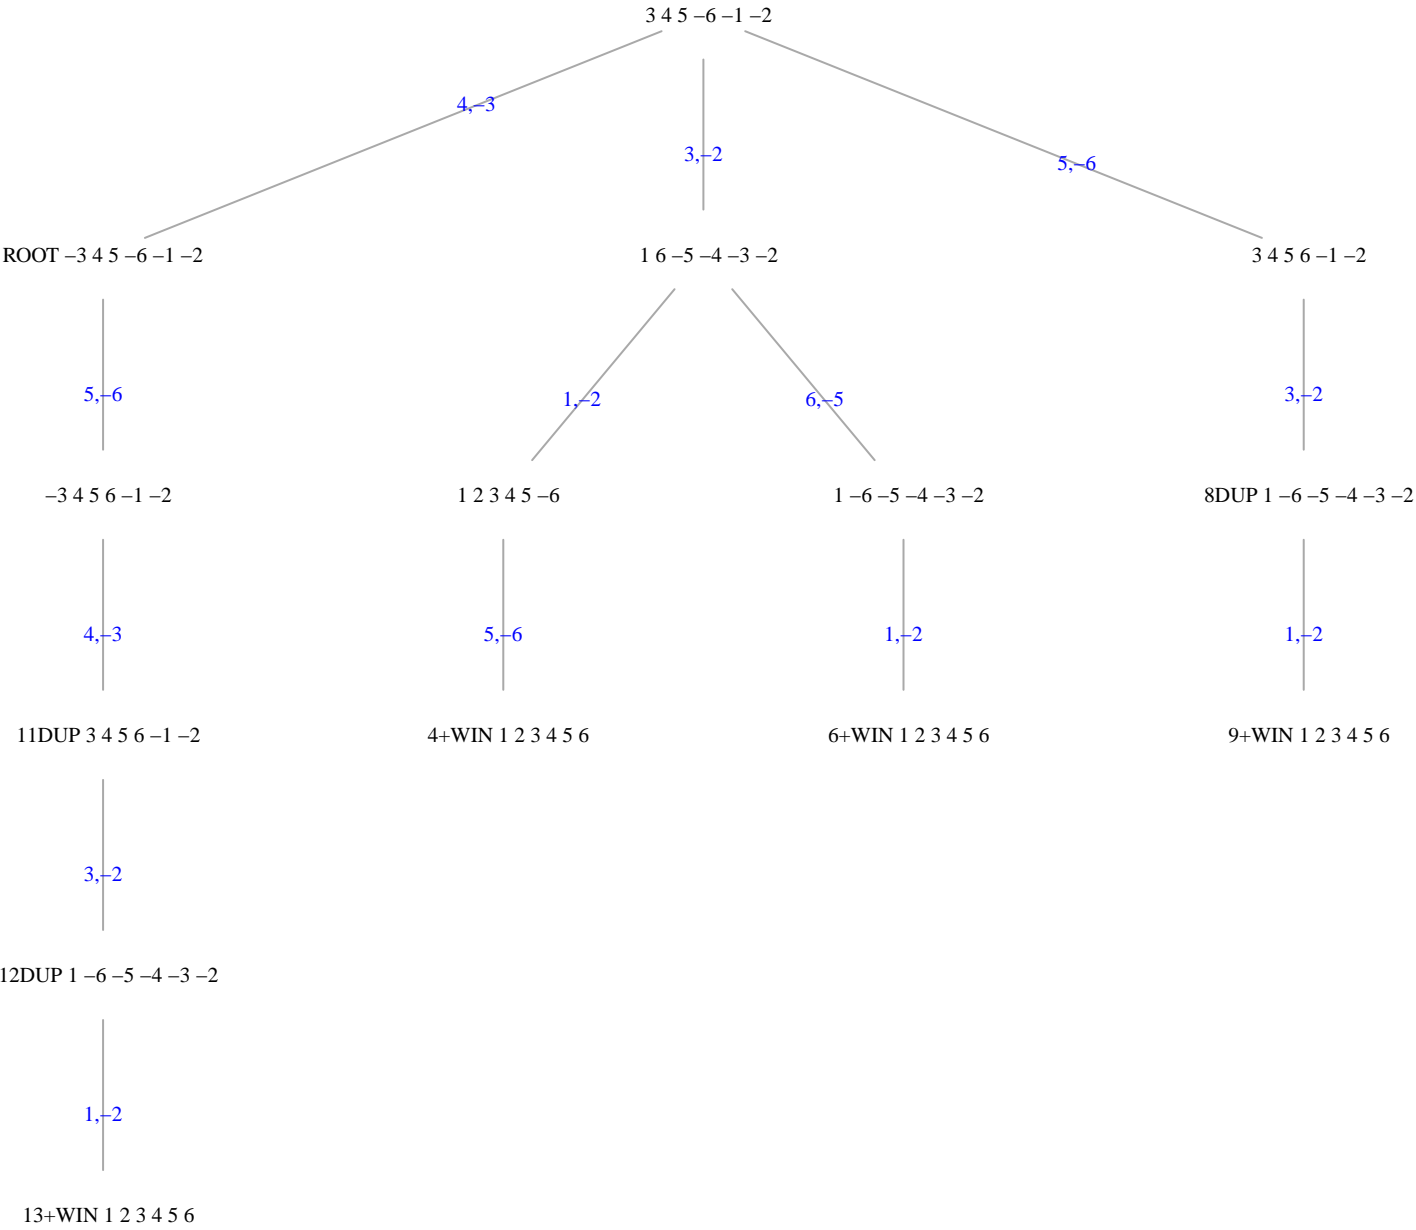 3 4 5 –6 –1 –2
4,–3
3,–2
5,–6
ROOT –3 4 5 –6 –1 –2
1 6 –5 –4 –3 –2
3 4 5 6 –1 –2
5,–6
1,–2
6,–5
3,–2
–3 4 5 6 –1 –2
1 2 3 4 5 –6
1 –6 –5 –4 –3 –2
8DUP 1 –6 –5 –4 –3 –2
4,–3
5,–6
1,–2
1,–2
11DUP 3 4 5 6 –1 –2
4+WIN 1 2 3 4 5 6
6+WIN 1 2 3 4 5 6
9+WIN 1 2 3 4 5 6
3,–2
12DUP 1 –6 –5 –4 –3 –2
1,–2
13+WIN 1 2 3 4 5 6